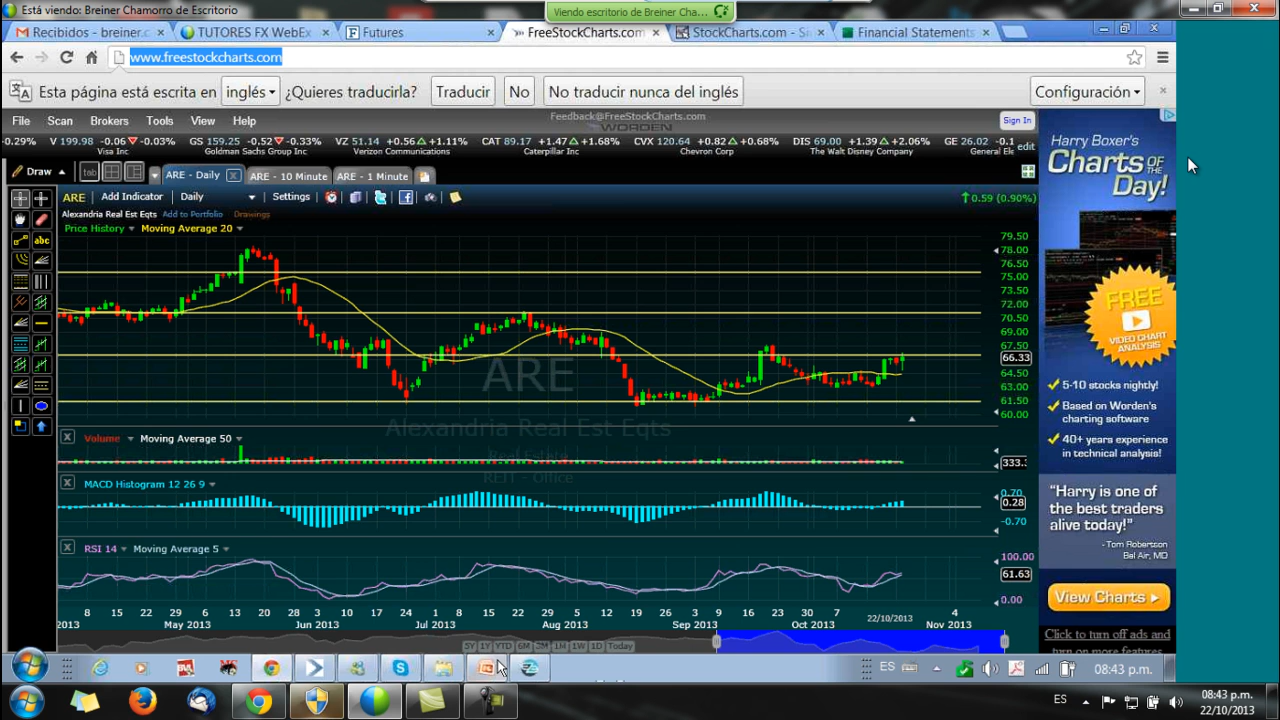 Está viendo: Breiner Chamorro de Escritorio
Viendo escritorio de Breiner Cha...
Recibidos - breiner.c
TUTORES FX WebEx
Futures
FreeStockCharts.com
StockCharts.com - Si
Financial Statements
www.freestockcharts.com
Esta página está escrita en inglés ¿Quieres traducirla? Traducir No No traducir nunca del inglés Configuración
Feedback@FreeStockCharts.com
WORDEN
File Scan Brokers Tools View Help Sign In
-0.29% V 199.98 -0.06 -0.03% GS 159.25 -0.52 -0.33% VZ 51.14 +0.56 +1.11% CAT 89.17 +1.47 +1.68% CVX 120.64 +0.82 +0.68% DIS 69.00 +1.39 +2.06% GE 26.02 -0.1 edit
Visa Inc Goldman Sachs Group Inc Verizon Communications Caterpillar Inc Chevron Corp The Walt Disney Company General Ele
Draw tab ARE - Daily ARE - 10 Minute ARE - 1 Minute
ARE Add Indicator Daily Settings 0.59 (0.90%)
Alexandria Real Est Eqts Add to Portfolio Drawings
Price History Moving Average 20
abc
79.50
78.00
76.50
75.00
73.50
72.00
70.50
69.00
67.50
66.33
64.50
63.00
61.50
60.00
ARE
Alexandria Real Est Eqts
Real Estate
REIT - Office
Volume Moving Average 50
333.
MACD Histogram 12 26 9
0.70
0.28
-0.70
RSI 14 Moving Average 5
100.00
61.63
0.00
8 15 22 29 6 13 20 28 3 10 17 24 1 8 15 22 29 5 12 19 26 3 9 16 23 30 7 22/10/2013 4
2013 May 2013 Jun 2013 Jul 2013 Aug 2013 Sep 2013 Oct 2013 Nov 2013
5Y 1Y YTD 6M 3M 1M 1W 1D Today
Harry Boxer's
Charts OF THE
Day!
FREE
VIDEO CHART
ANALYSIS
5-10 stocks nightly!
Based on Worden's
charting software
40+ years experience
in technical analysis!
“Harry is one of
the best traders
alive today!”
- Tom Robertson
Bel Air, MD
View Charts
Click to turn off ads and
turn on more features
ES 08:43 p.m.
ES 08:43 p.m.
22/10/2013